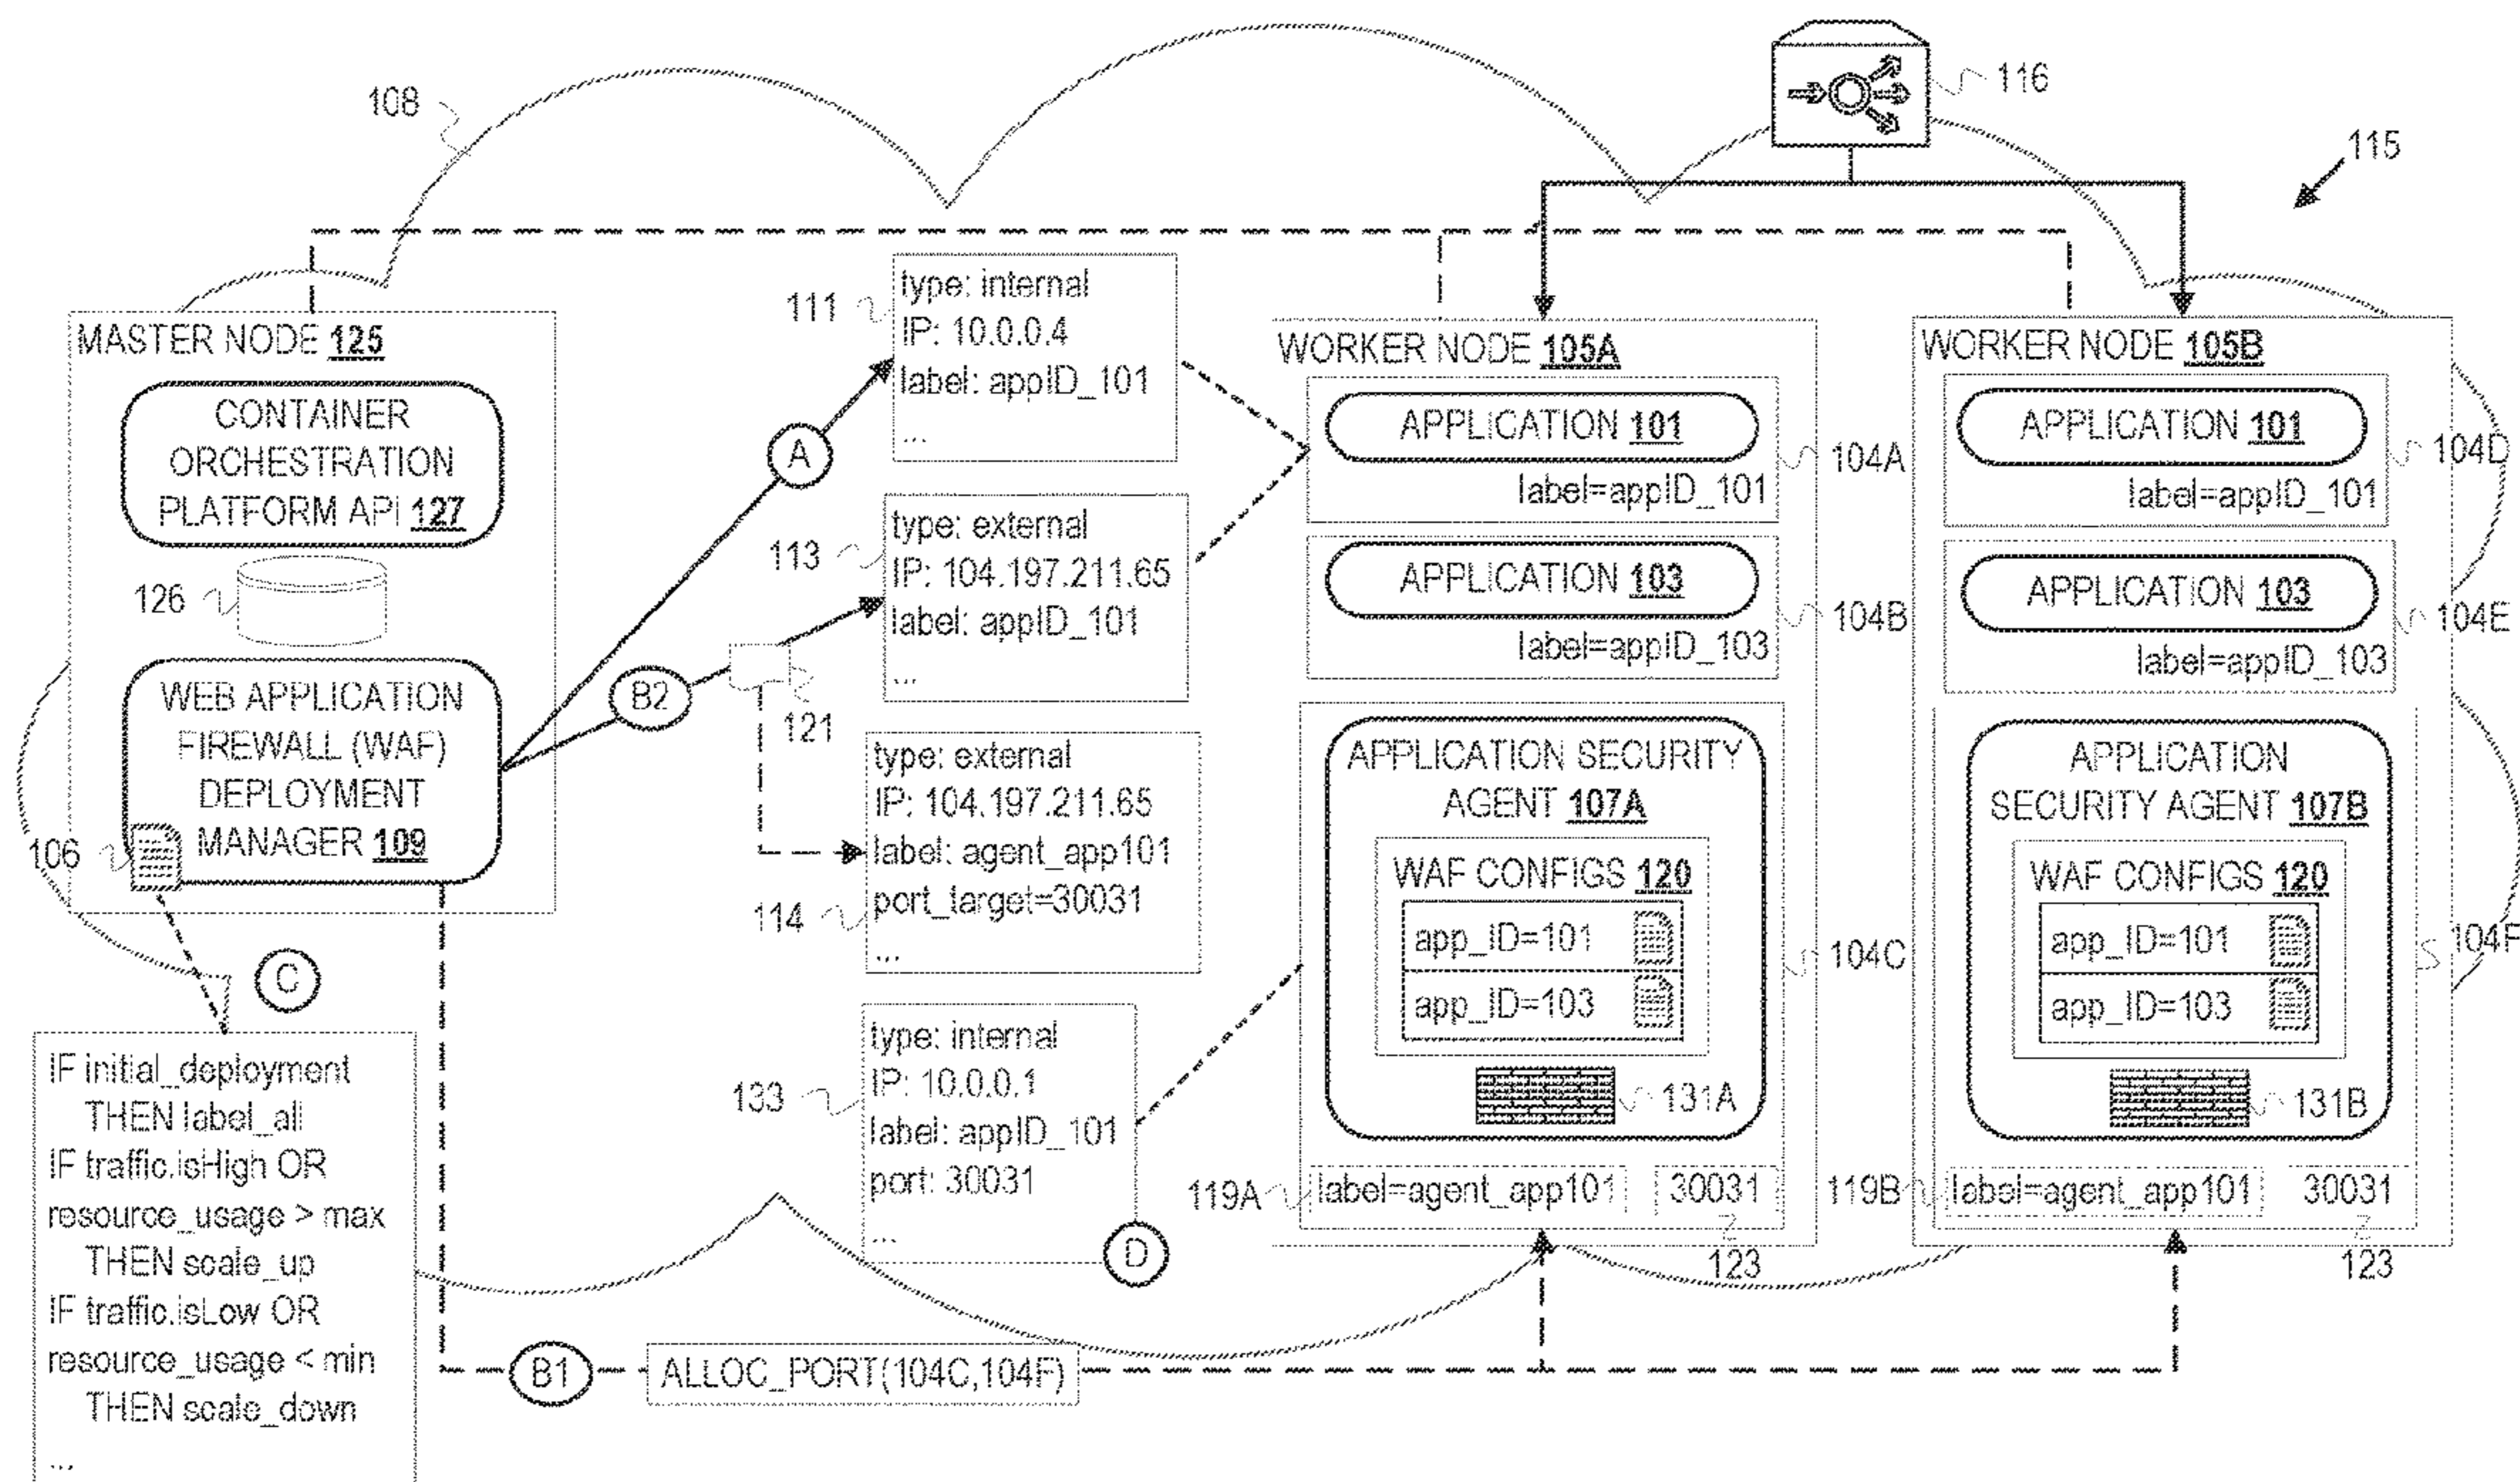 108
116
115
MASTER NODE 125
CONTAINER
ORCHESTRATION
PLATFORM API 127
126
WEB APPLICATION
FIREWALL (WAF)
DEPLOYMENT
MANAGER 109
106
C
IF initial_deployment
THEN label_all
IF traffic.isHigh OR
resource_usage > max
THEN scale_up
IF traffic.isLow OR
resource_usage < min
THEN scale_down
...
A
B2
121
111
type: internal
IP: 10.0.0.4
label: appID_101
...
113
type: external
IP: 104.197.211.65
label: appID_101
...
type: external
IP: 104.197.211.65
label: agent_app101
port_target=30031
...
114
133
type: internal
IP: 10.0.0.1
label: appID_101
port: 30031
...
D
B1
ALLOC_PORT(104C,104F)
WORKER NODE 105A
APPLICATION 101
label=appID_101
104A
APPLICATION 103
label=appID_103
104B
APPLICATION SECURITY
AGENT 107A
WAF CONFIGS 120
app_ID=101
app_ID=103
104C
131A
119A
label=agent_app101
30031
123
WORKER NODE 105B
APPLICATION 101
label=appID_101
104D
APPLICATION 103
label=appID_103
104E
APPLICATION
SECURITY AGENT 107B
WAF CONFIGS 120
app_ID=101
app_ID=103
104F
131B
119B
label=agent_app101
30031
123